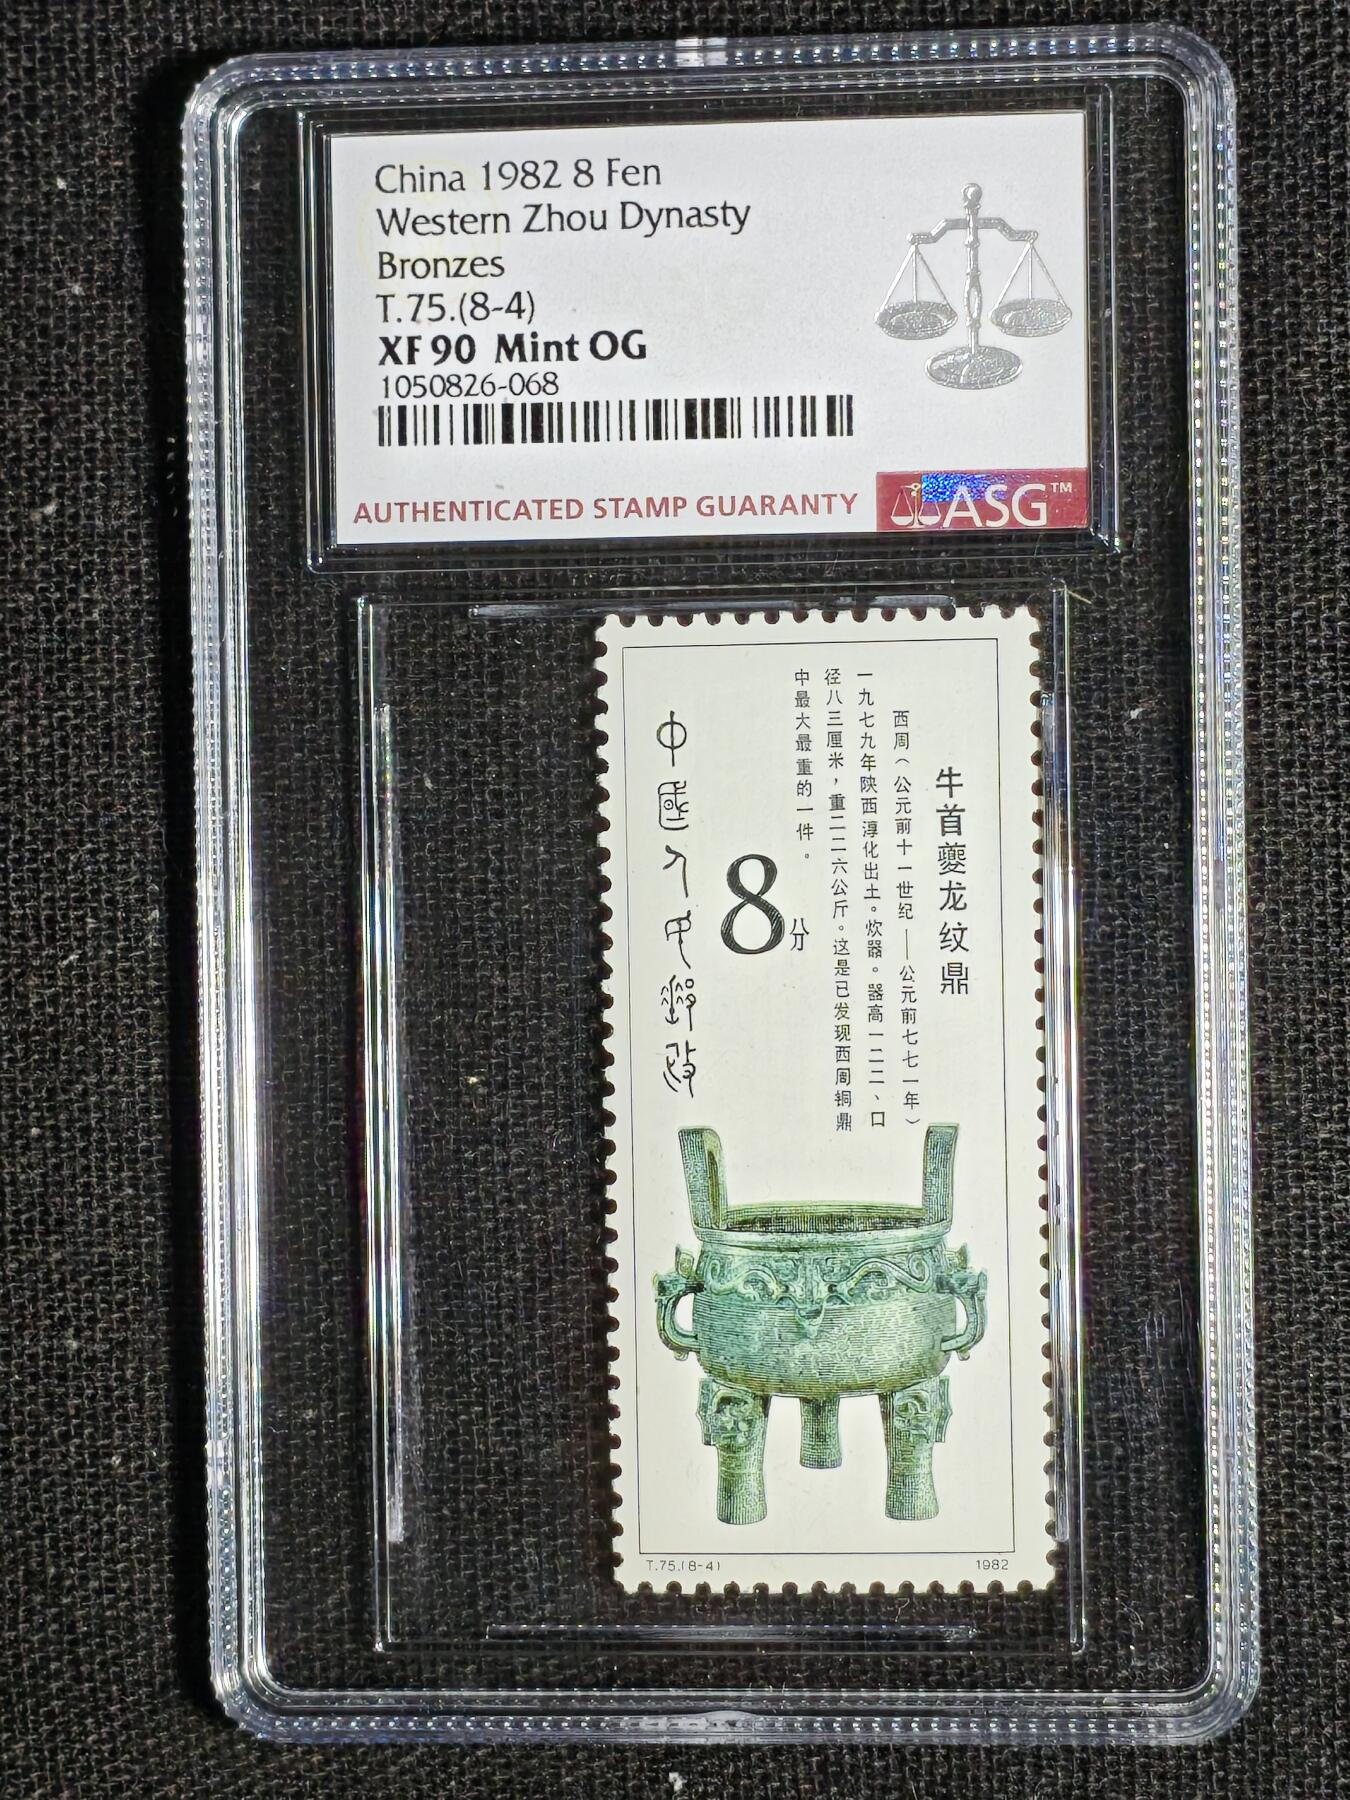 China 1982 8 Fen
Western Zhou Dynasty
Bronzes
T.75.(8-4)
XF 90 Mint OG
1050826-068
AUTHENTICATED STAMP GUARANTY
ASG™
牛首夔龙纹鼎
西周（公元前十一世纪——公元前七七一年）
一九七九年陕西淳化出土。炊器。器高一二二、口
径八三厘米，重二二六公斤。这是已发现西周铜鼎
中最大最重的一件。
8分
中國人民郵政
T.75.(8-4)
1982